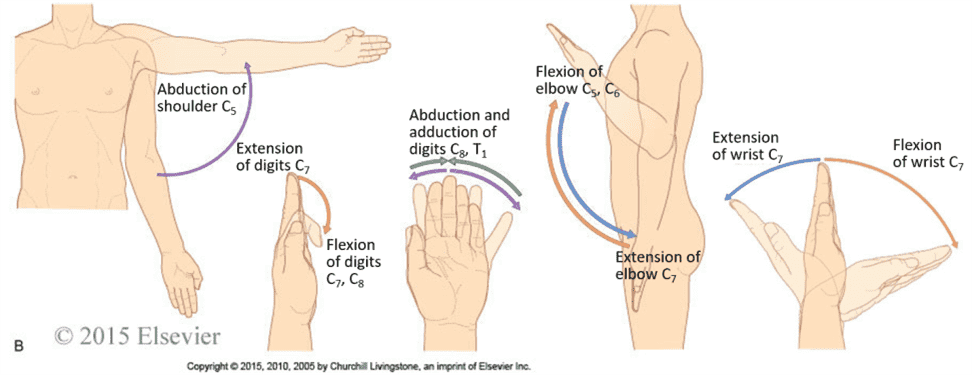 Abduction of
shoulder C5
Extension
of digits C7
Flexion
of digits
C7, C8
Abduction and
adduction of
digits C8, T1
Flexion of
elbow C5, C6
Extension of
elbow C7
Extension
of wrist C7
Flexion
of wrist C7
B
© 2015 Elsevier
Copyright © 2015, 2010, 2005 by Churchill Livingstone, an imprint of Elsevier Inc.